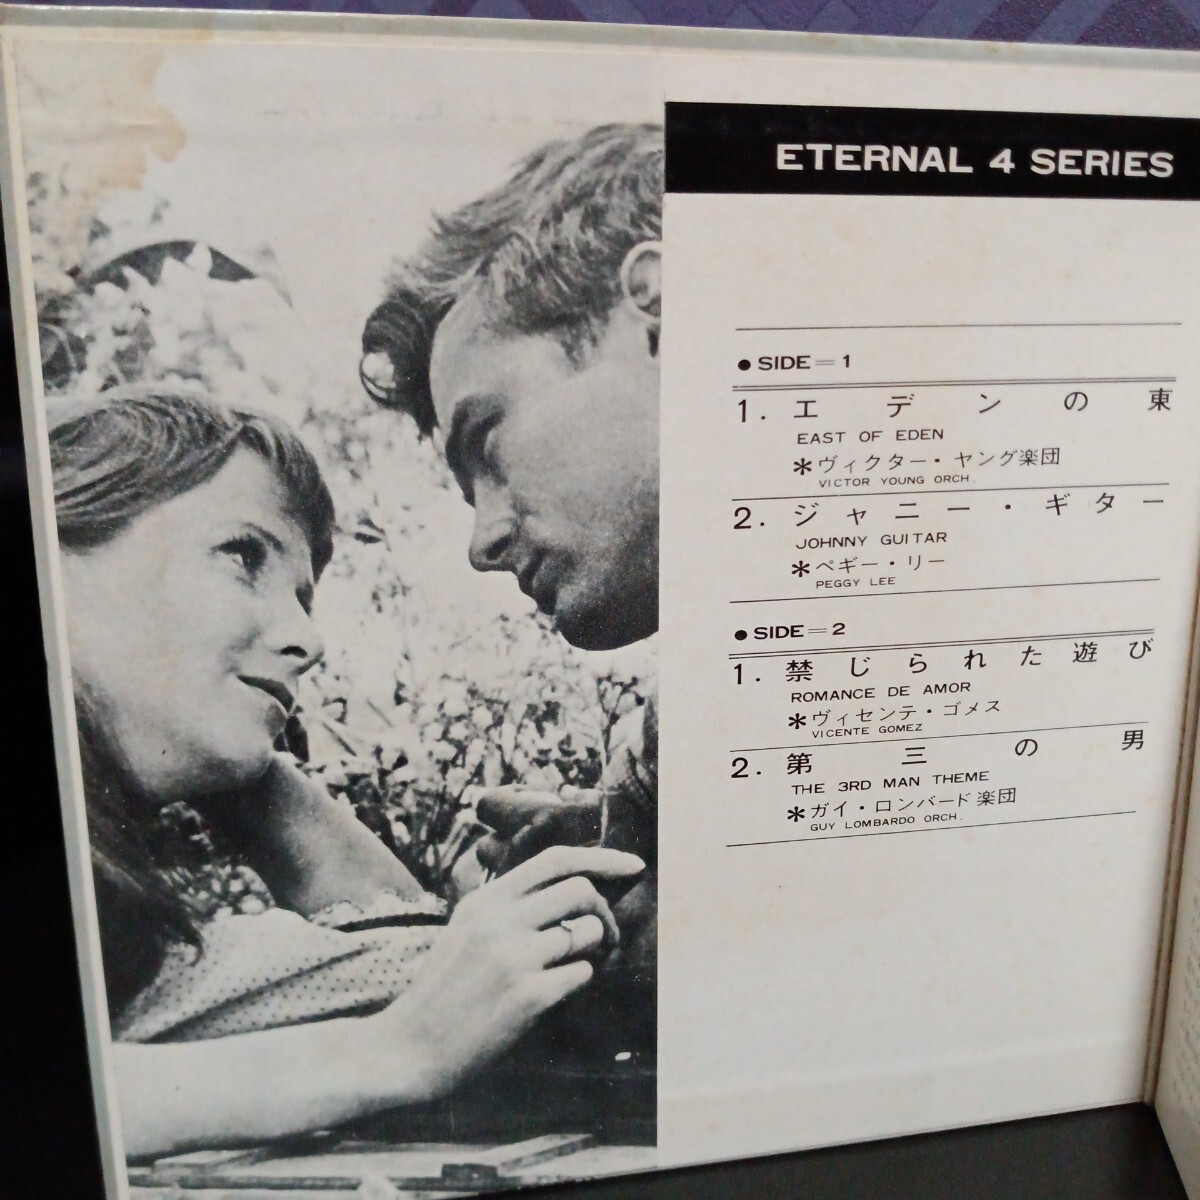 ETERNAL 4 SERIES
● SIDE=1
1. エデンの東
EAST OF EDEN
＊ヴィクター・ヤング楽団
VICTOR YOUNG ORCH.
2. ジャニー・ギター
JOHNNY GUITAR
＊ペギー・リー
PEGGY LEE
● SIDE=2
1. 禁じられた遊び
ROMANCE DE AMOR
＊ヴィセンテ・ゴメス
VICENTE GOMEZ
2. 第三の男
THE 3RD MAN THEME
＊ガイ・ロンバード楽団
GUY LOMBARDO ORCH.